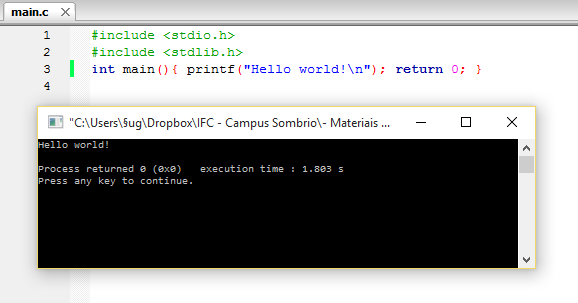 main.c
1 #include <stdio.h>
2 #include <stdlib.h>
3 int main(){ printf("Hello world!\n"); return 0; }
4
"C:\Users\§ug\Dropbox\IFC - Campus Sombrio\- Materiais ...
Hello world!
Process returned 0 (0x0)   execution time : 1.803 s
Press any key to continue.